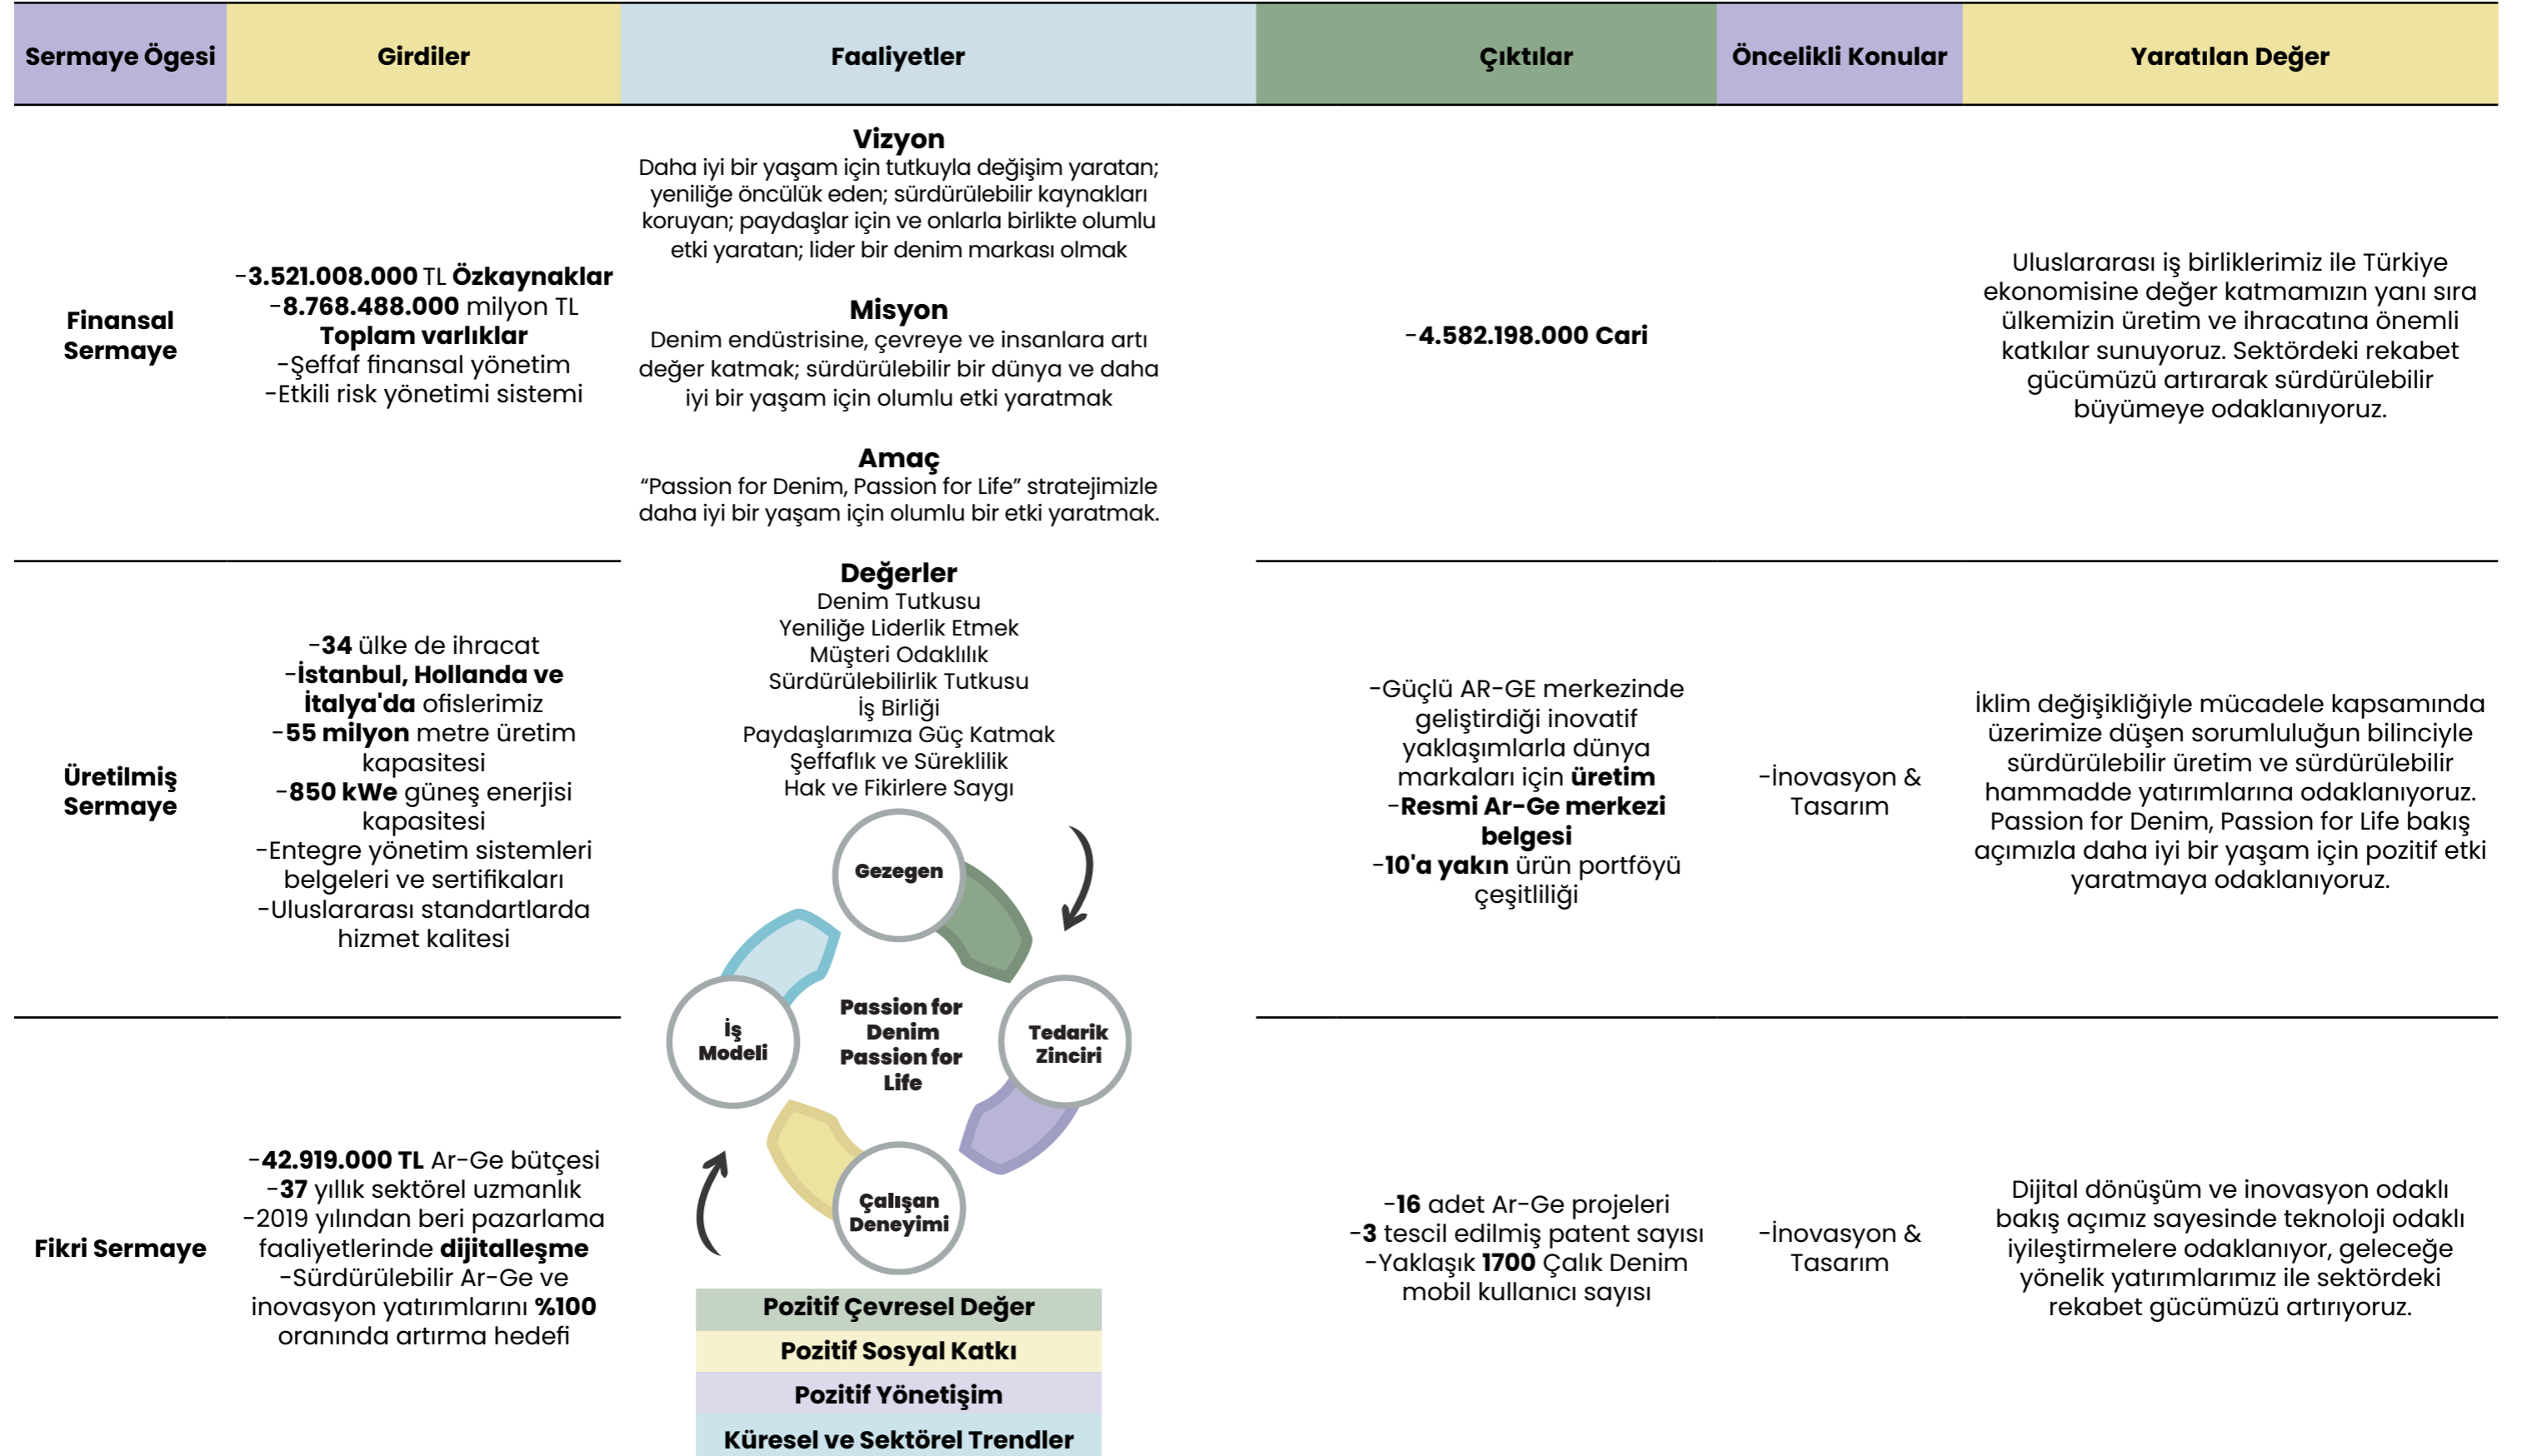 Sermaye Ögesi
Girdiler
Faaliyetler
Çıktılar
Öncelikli Konular
Yaratılan Değer
Finansal
Sermaye
-3.521.008.000 TL Özkaynaklar
-8.768.488.000 milyon TL
Toplam varlıklar
-Şeffaf finansal yönetim
-Etkili risk yönetimi sistemi
Vizyon
Daha iyi bir yaşam için tutkuyla değişim yaratan;
yeniliğe öncülük eden; sürdürülebilir kaynakları
koruyan; paydaşlar için ve onlarla birlikte olumlu
etki yaratan; lider bir denim markası olmak
Misyon
Denim endüstrisine, çevreye ve insanlara artı
değer katmak; sürdürülebilir bir dünya ve daha
iyi bir yaşam için olumlu etki yaratmak
Amaç
“Passion for Denim, Passion for Life” stratejimizle
daha iyi bir yaşam için olumlu bir etki yaratmak.
-4.582.198.000 Cari
Uluslararası iş birliklerimiz ile Türkiye
ekonomisine değer katmamızın yanı sıra
ülkemizin üretim ve ihracatına önemli
katkılar sunuyoruz. Sektördeki rekabet
gücümüzü artırarak sürdürülebilir
büyümeye odaklanıyoruz.
Üretilmiş
Sermaye
-34 ülke de ihracat
-İstanbul, Hollanda ve
İtalya'da ofislerimiz
-55 milyon metre üretim
kapasitesi
-850 kWe güneş enerjisi
kapasitesi
-Entegre yönetim sistemleri
belgeleri ve sertifikaları
-Uluslararası standartlarda
hizmet kalitesi
Değerler
Denim Tutkusu
Yeniliğe Liderlik Etmek
Müşteri Odaklılık
Sürdürülebilirlik Tutkusu
İş Birliği
Paydaşlarımıza Güç Katmak
Şeffaflık ve Süreklilik
Hak ve Fikirlere Saygı
Gezegen
İş
Modeli
Passion for
Denim
Passion for
Life
Tedarik
Zinciri
Çalışan
Deneyimi
-Güçlü AR-GE merkezinde
geliştirdiği inovatif
yaklaşımlarla dünya
markaları için üretim
-Resmi Ar-Ge merkezi
belgesi
-10'a yakın ürün portföyü
çeşitliliği
-İnovasyon &
Tasarım
İklim değişikliğiyle mücadele kapsamında
üzerimize düşen sorumluluğun bilinciyle
sürdürülebilir üretim ve sürdürülebilir
hammadde yatırımlarına odaklanıyoruz.
Passion for Denim, Passion for Life bakış
açımızla daha iyi bir yaşam için pozitif etki
yaratmaya odaklanıyoruz.
Fikri Sermaye
-42.919.000 TL Ar-Ge bütçesi
-37 yıllık sektörel uzmanlık
-2019 yılından beri pazarlama
faaliyetlerinde dijitalleşme
-Sürdürülebilir Ar-Ge ve
inovasyon yatırımlarını %100
oranında artırma hedefi
Pozitif Çevresel Değer
Pozitif Sosyal Katkı
Pozitif Yönetişim
Küresel ve Sektörel Trendler
-16 adet Ar-Ge projeleri
-3 tescil edilmiş patent sayısı
-Yaklaşık 1700 Çalık Denim
mobil kullanıcı sayısı
-İnovasyon &
Tasarım
Dijital dönüşüm ve inovasyon odaklı
bakış açımız sayesinde teknoloji odaklı
iyileştirmelere odaklanıyor, geleceğe
yönelik yatırımlarımız ile sektördeki
rekabet gücümüzü artırıyoruz.